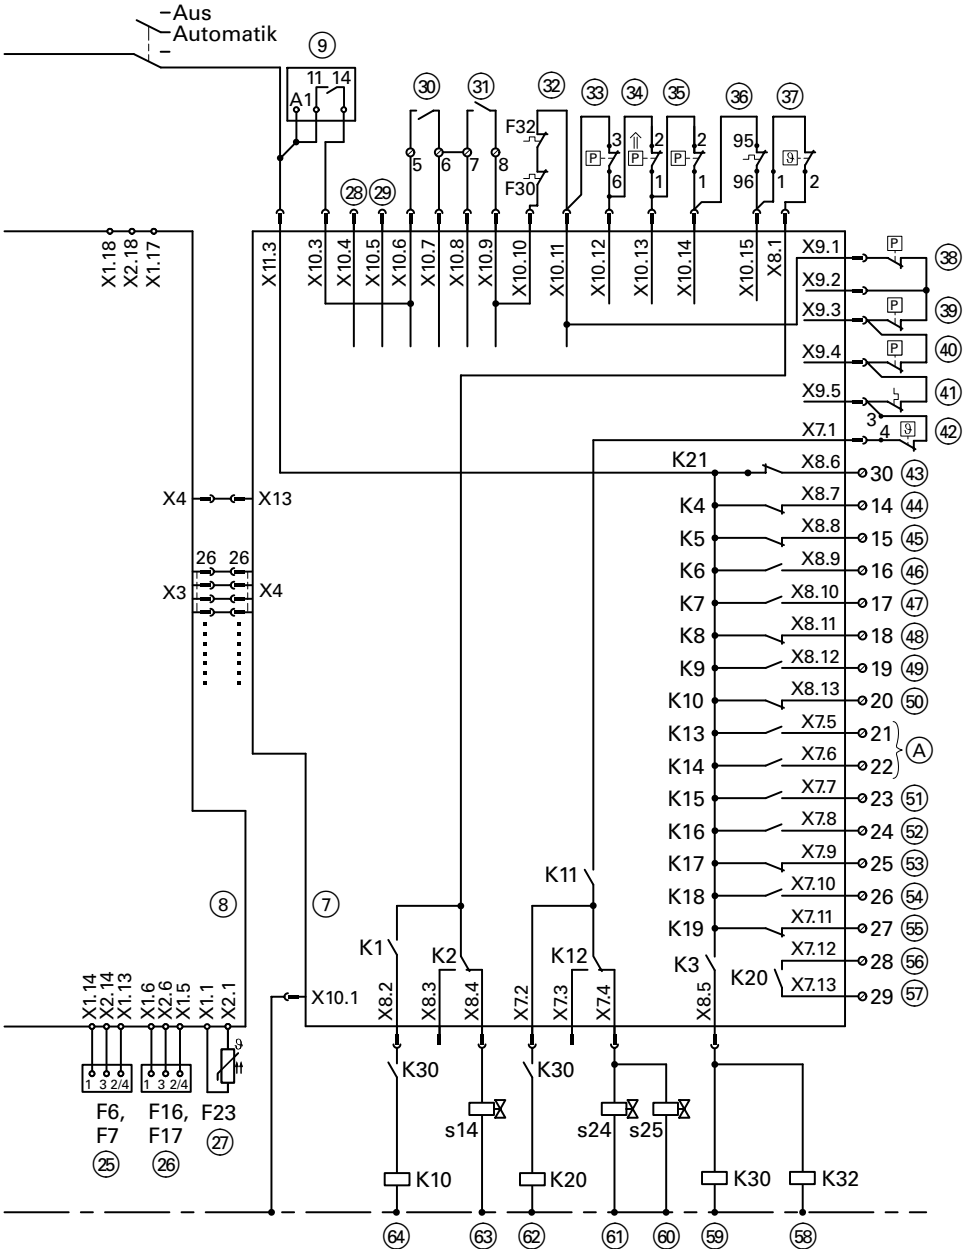 Aus
Automatik
9
11 14
A1
30
31
32
33
34
35
36
37
F32
F30
5
6
7
8
28
29
P
3
6
P
2
1
P
2
1
95
96
1
ϑ
2
X1.18
X2.18
X1.17
X11.3
X10.3
X10.4
X10.5
X10.6
X10.7
X10.8
X10.9
X10.10
X10.11
X10.12
X10.13
X10.14
X10.15
X8.1
X9.1
P
38
X9.2
X9.3
P
39
X9.4
P
40
X9.5
41
3
X7.1
4
ϑ
42
K21
X8.6
30
43
X4
X13
K4
X8.7
14
44
K5
X8.8
15
45
26
26
K6
X8.9
16
46
X3
X4
K7
X8.10
17
47
K8
X8.11
18
48
K9
X8.12
19
49
K10
X8.13
20
50
K13
X7.5
21
K14
X7.6
22
A
K15
X7.7
23
51
K16
X7.8
24
52
K17
X7.9
25
53
K11
K18
X7.10
26
54
8
7
K19
X7.11
27
55
K1
K2
K12
K3
K20
X7.12
28
56
X7.13
29
57
X1.14
X2.14
X1.13
X1.6
X2.6
X1.5
X1.1
X2.1
X10.1
X8.2
X8.3
X8.4
X7.2
X7.3
X7.4
X8.5
1 3 2/4
1 3 2/4
ϑ
K30
K30
F6,
F7
25
F16,
F17
26
F23
27
s14
s24
s25
K10
K20
K30
K32
64
63
62
61
60
59
58